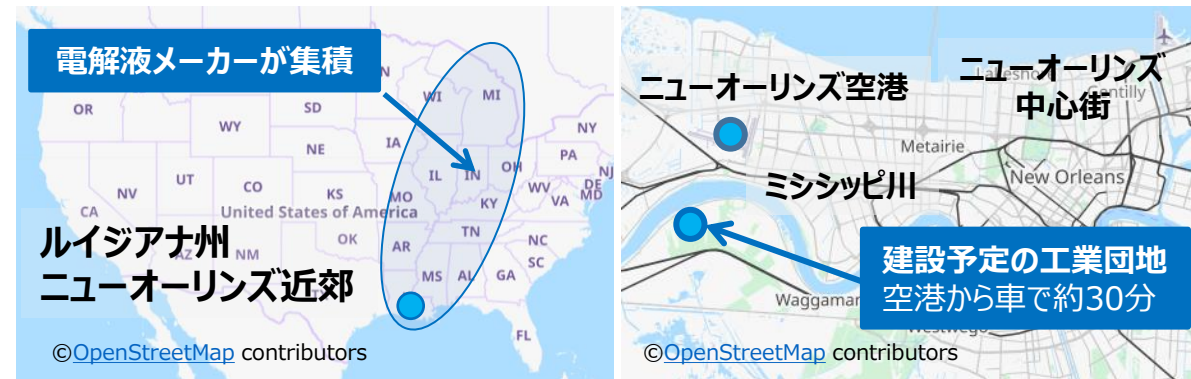 電解液メーカーが集積
N
WI
MI
OR
SD
WY
NY
IA
NE
PA
OH
NJ
IL
IN
NV
UT
CO
DE
WV
KS
MO
VA
MD
KY
CA
United States of America
TN
OK
NC
ルイジアナ州
AR
AZ
NM
SC
MS
AL
GA
ニューオーリンズ近郊
FL
©OpenStreetMap contributors
ニューオーリンズ
ニューオーリンズ空港
中心街
Gentilly
Metairie
New Orleans
ミシシッピ川
建設予定の工業団地
空港から車で約30分
Waggaman
Westwego
©OpenStreetMap contributors